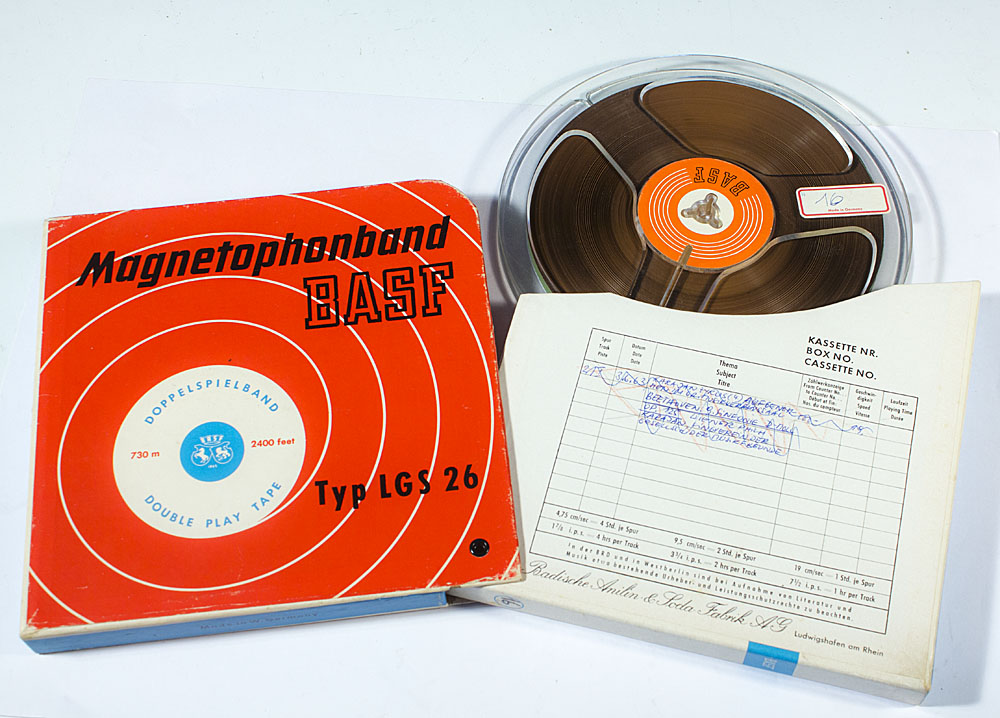 Magnetophonband
BASF
DOPPELSPIELBAND
730 m
2400 feet
DOUBLE PLAY TAPE
Typ LGS 26
BASF
16
Made in Germany
KASSETTE NR.
BOX NO.
CASSETTE NO.
Spur
Track
Piste
Datum
Date
Date
Thema
Subject
Titre
Zählwerkanzeige
From Counter No.
to Counter No.
Début et fin:
Nos. du compteur
Geschwin-
digkeit
Speed
Vitesse
Laufzeit
Playing Time
Durée
BEETHOVEN 9. SINFONIE D-MOLL
4,75 cm/sec — 4 Std. je Spur
1⅞ i.p.s. — 4 hrs per Track
9,5 cm/sec — 2 Std. je Spur
3¾ i.p.s. — 2 hrs per Track
19 cm/sec — 1 Std. je Spur
7½ i.p.s. — 1 hr per Track
In der BRD und in Westberlin sind bei Aufnahme von Literatur und
Musik etwa bestehende Urheber- und Leistungsschutzrechte zu beachten.
Badische Anilin & Soda-Fabrik AG
Ludwigshafen am Rhein